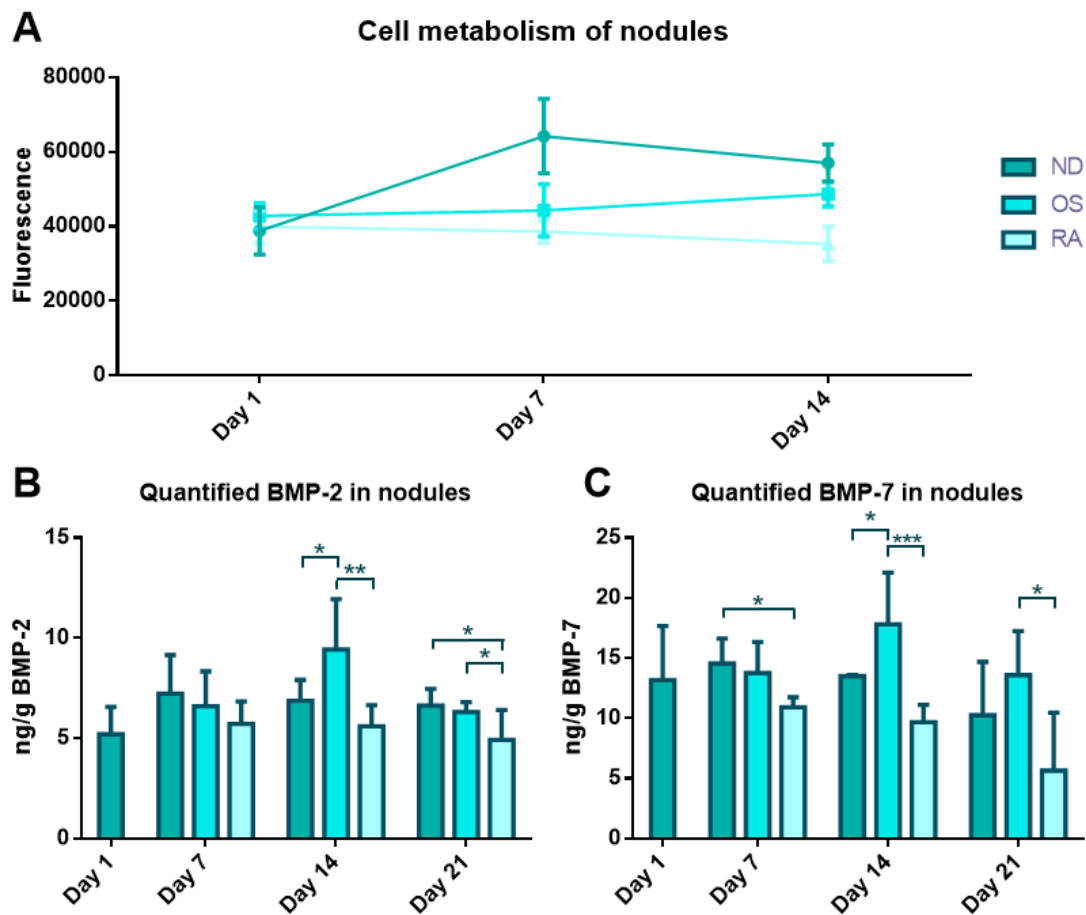 A
Cell metabolism of nodules
80000
60000
40000
20000
0
Fluorescence
Day 1
Day 7
Day 14
ND
OS
RA
B
Quantified BMP-2 in nodules
15
10
5
0
ng/g BMP-2
*
**
*
*
Day 1
Day 7
Day 14
Day 21
C
Quantified BMP-7 in nodules
25
20
15
10
5
0
ng/g BMP-7
*
*
***
*
Day 1
Day 7
Day 14
Day 21